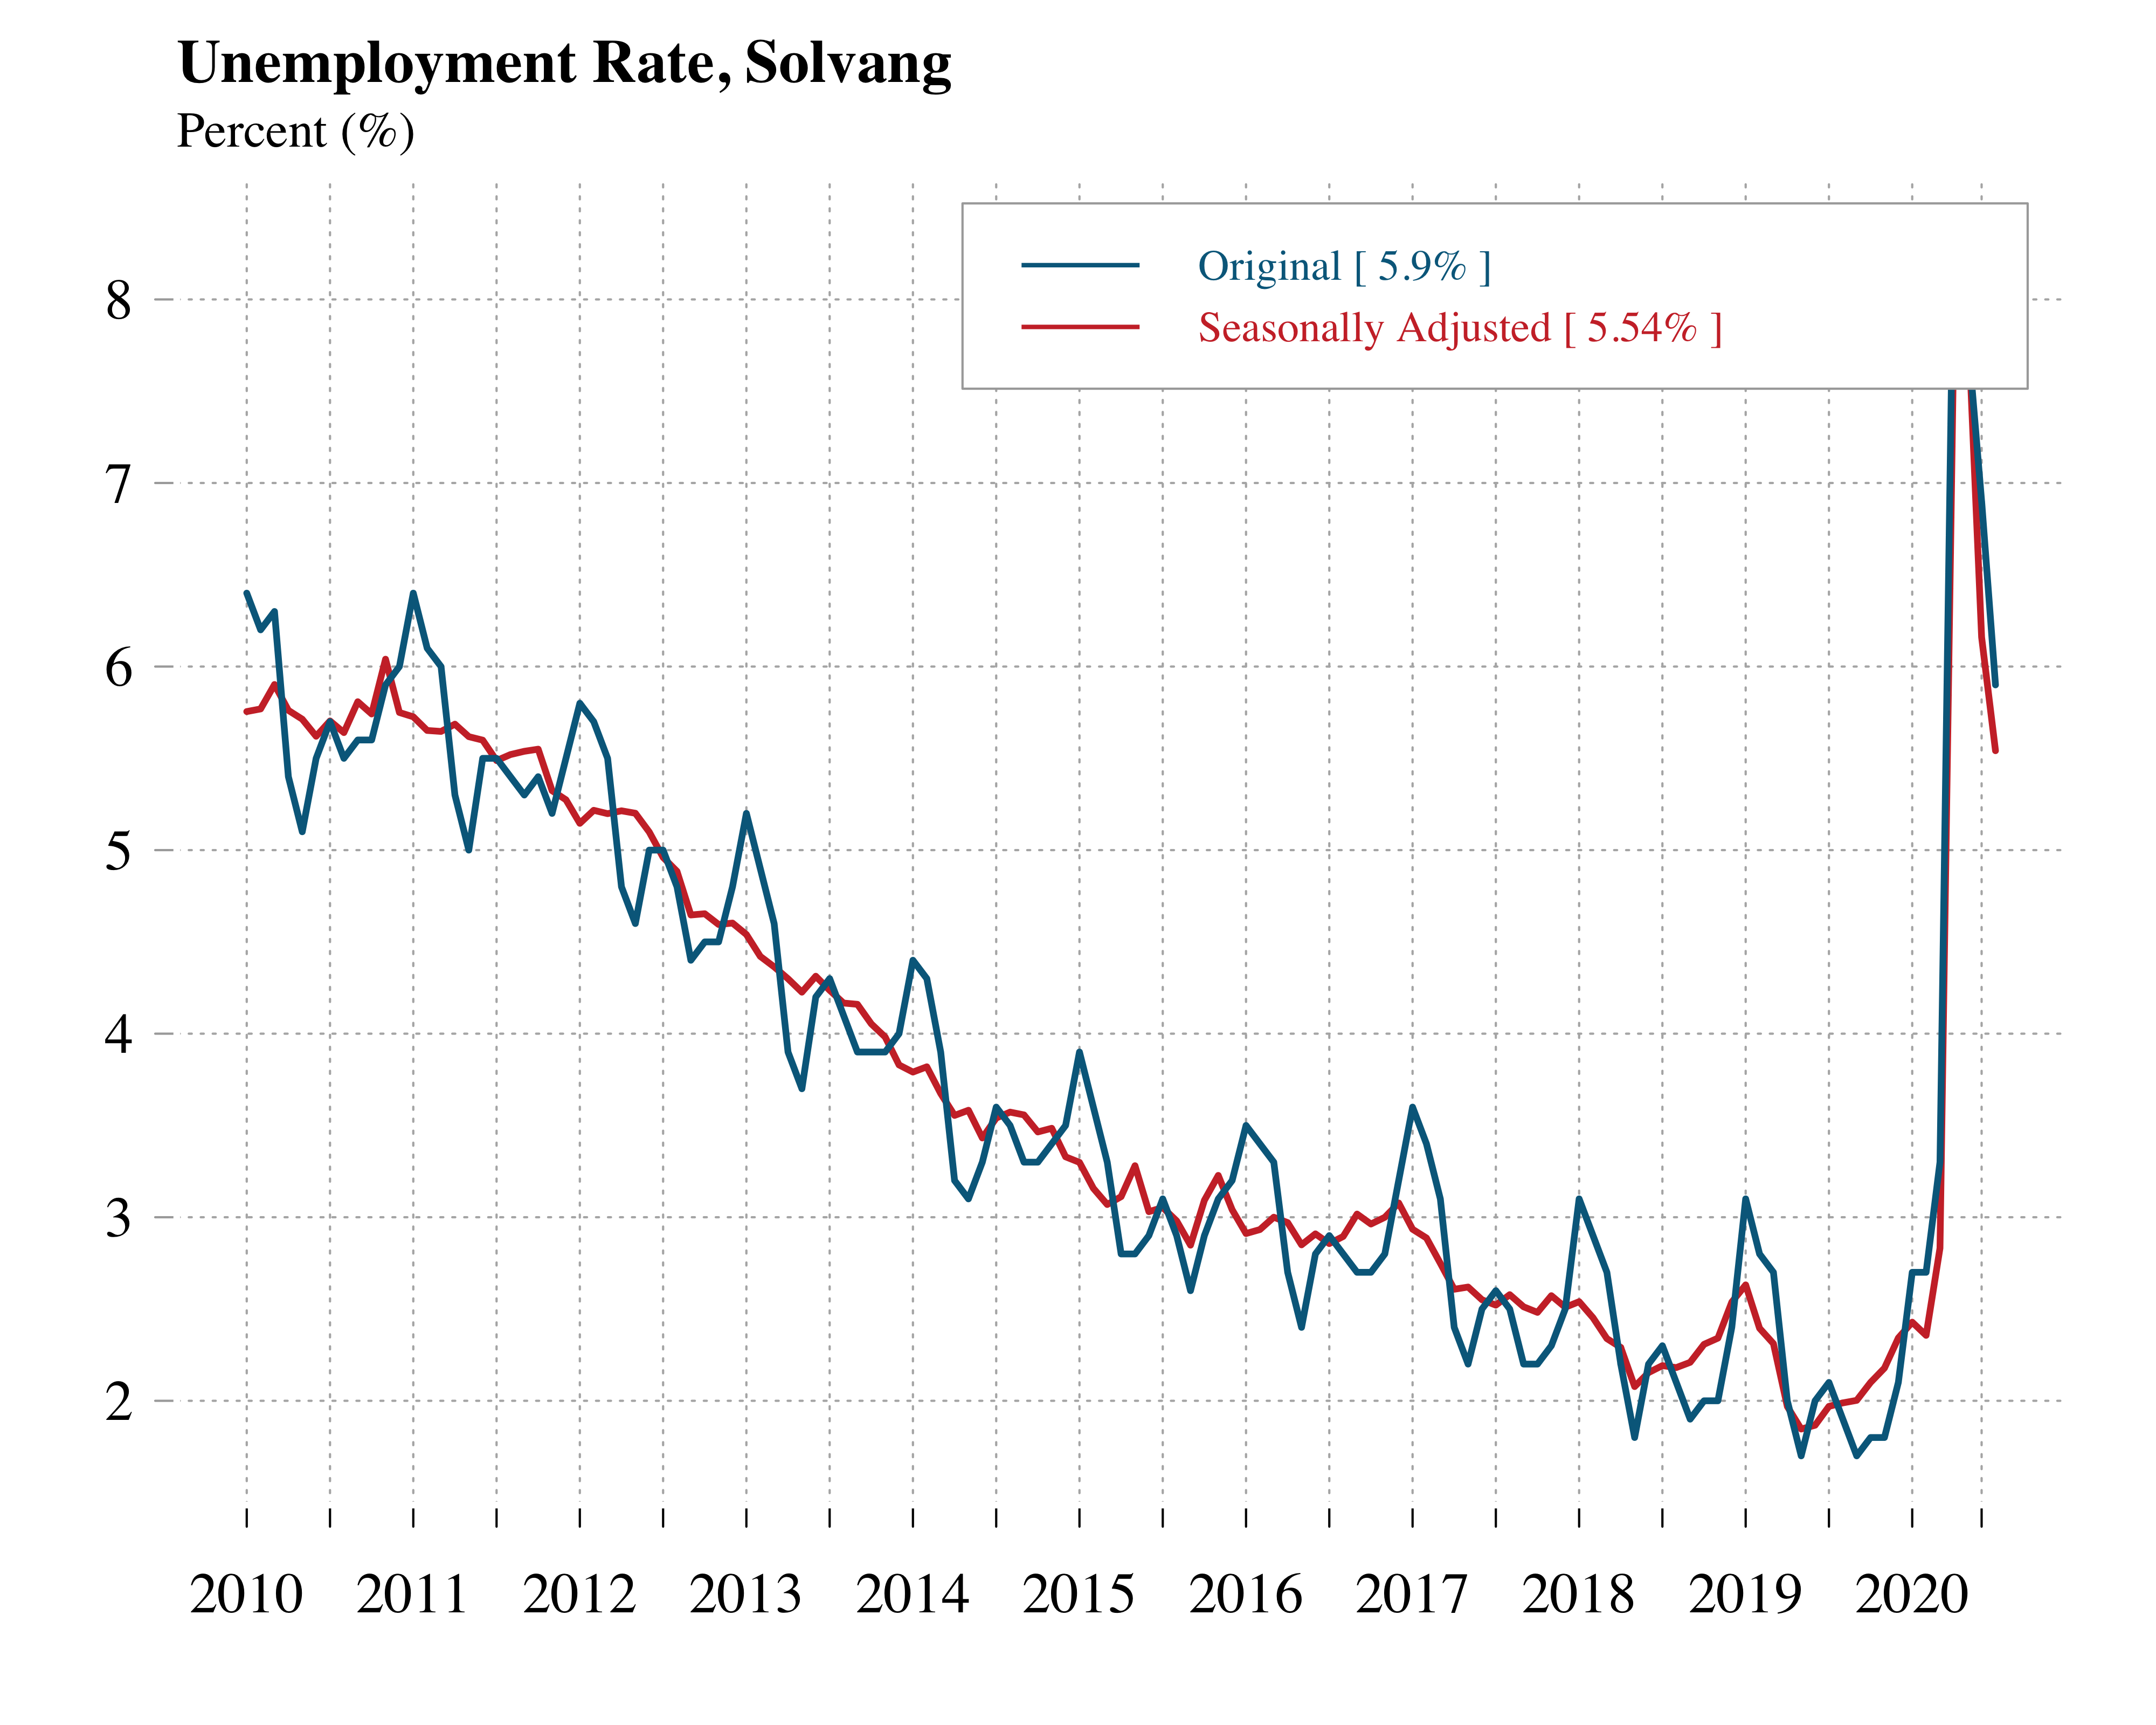 Unemployment Rate, Solvang
Percent (%)
Original [ 5.9% ]
Seasonally Adjusted [ 5.54% ]
8
7
6
5
4
3
2
2010 2011 2012 2013 2014 2015 2016 2017 2018 2019 2020